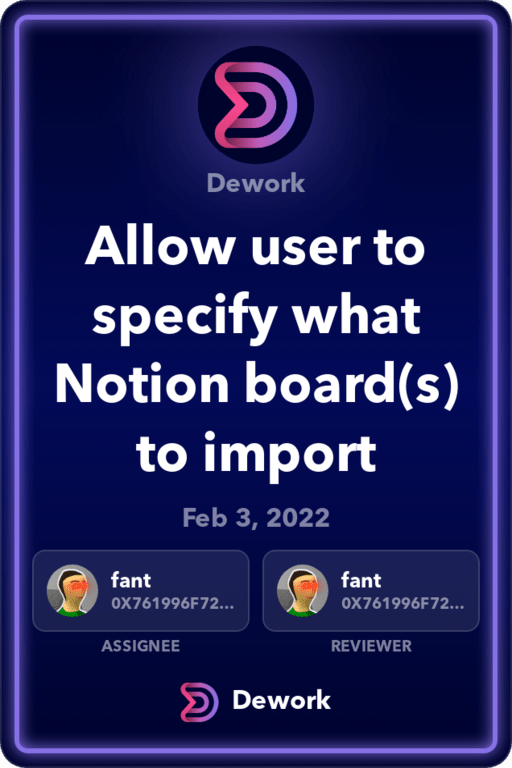 Dework
Allow user to
specify what
Notion board(s)
to import
Feb 3, 2022
fant
0X761996F72...
ASSIGNEE
fant
0X761996F72...
REVIEWER
Dework